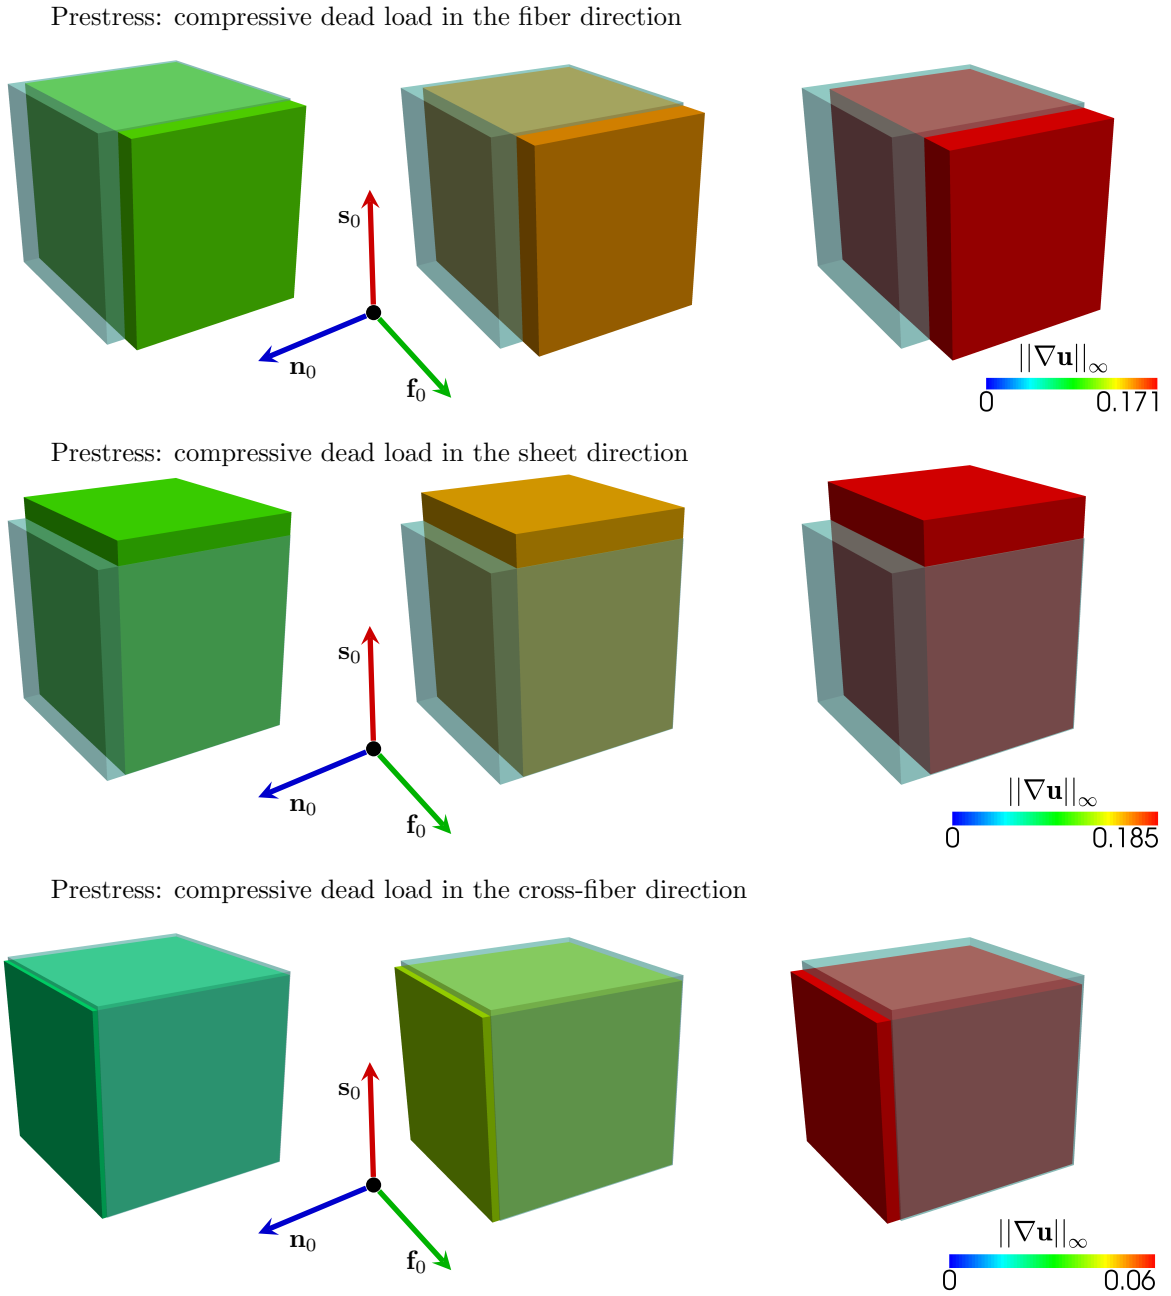 Prestress: compressive dead load in the fiber direction
s₀
n₀
f₀
||∇u||∞
0 0.171
Prestress: compressive dead load in the sheet direction
s₀
n₀
f₀
||∇u||∞
0 0.185
Prestress: compressive dead load in the cross-fiber direction
s₀
n₀
f₀
||∇u||∞
0 0.06